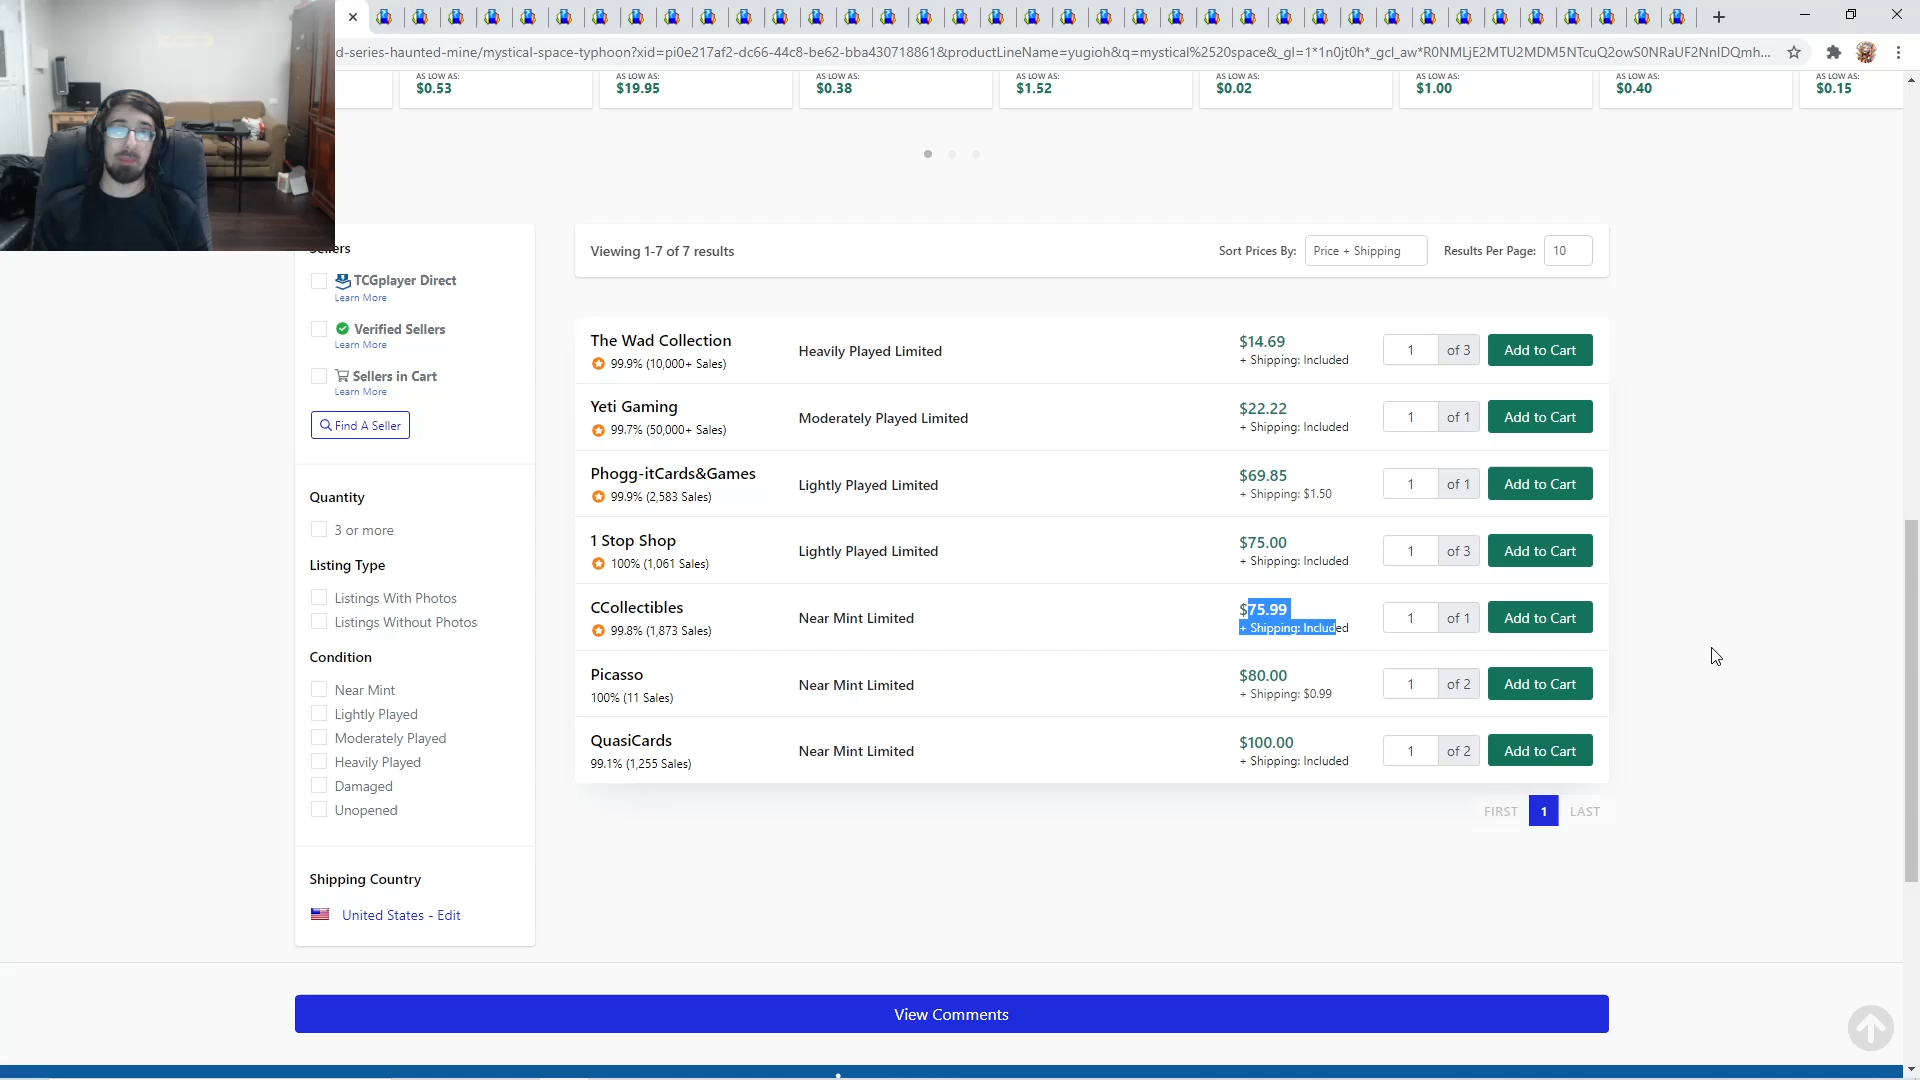 d-series-haunted-mine/mystical-space-typhoon?xid=pi0e217af2-dc66-44c8-be62-bba430718861&productLineName=yugioh&q=mystical%2520space&_gl=1*1n0jt0h*_gcl_aw*R0NMLjE2MTU2MDM5NTcuQ2owS0NRaUF2NnlDQmh...
AS LOW AS: AS LOW AS: AS LOW AS: AS LOW AS: AS LOW AS: AS LOW AS: AS LOW AS: AS LOW AS:
$0.53 $19.95 $0.38 $1.52 $0.02 $1.00 $0.40 $0.15
Sellers
TCGplayer Direct
Learn More
Verified Sellers
Learn More
Sellers in Cart
Learn More
Find A Seller
Quantity
3 or more
Listing Type
Listings With Photos
Listings Without Photos
Condition
Near Mint
Lightly Played
Moderately Played
Heavily Played
Damaged
Unopened
Shipping Country
United States - Edit
Viewing 1-7 of 7 results
Sort Prices By: Price + Shipping Results Per Page: 10
The Wad Collection
99.9% (10,000+ Sales)
Heavily Played Limited
$14.69
+ Shipping: Included
1 of 3 Add to Cart
Yeti Gaming
99.7% (50,000+ Sales)
Moderately Played Limited
$22.22
+ Shipping: Included
1 of 1 Add to Cart
Phogg-itCards&Games
99.9% (2,583 Sales)
Lightly Played Limited
$69.85
+ Shipping: $1.50
1 of 1 Add to Cart
1 Stop Shop
100% (1,061 Sales)
Lightly Played Limited
$75.00
+ Shipping: Included
1 of 3 Add to Cart
CCollectibles
99.8% (1,873 Sales)
Near Mint Limited
$75.99
+ Shipping: Included
1 of 1 Add to Cart
Picasso
100% (11 Sales)
Near Mint Limited
$80.00
+ Shipping: $0.99
1 of 2 Add to Cart
QuasiCards
99.1% (1,255 Sales)
Near Mint Limited
$100.00
+ Shipping: Included
1 of 2 Add to Cart
FIRST 1 LAST
View Comments